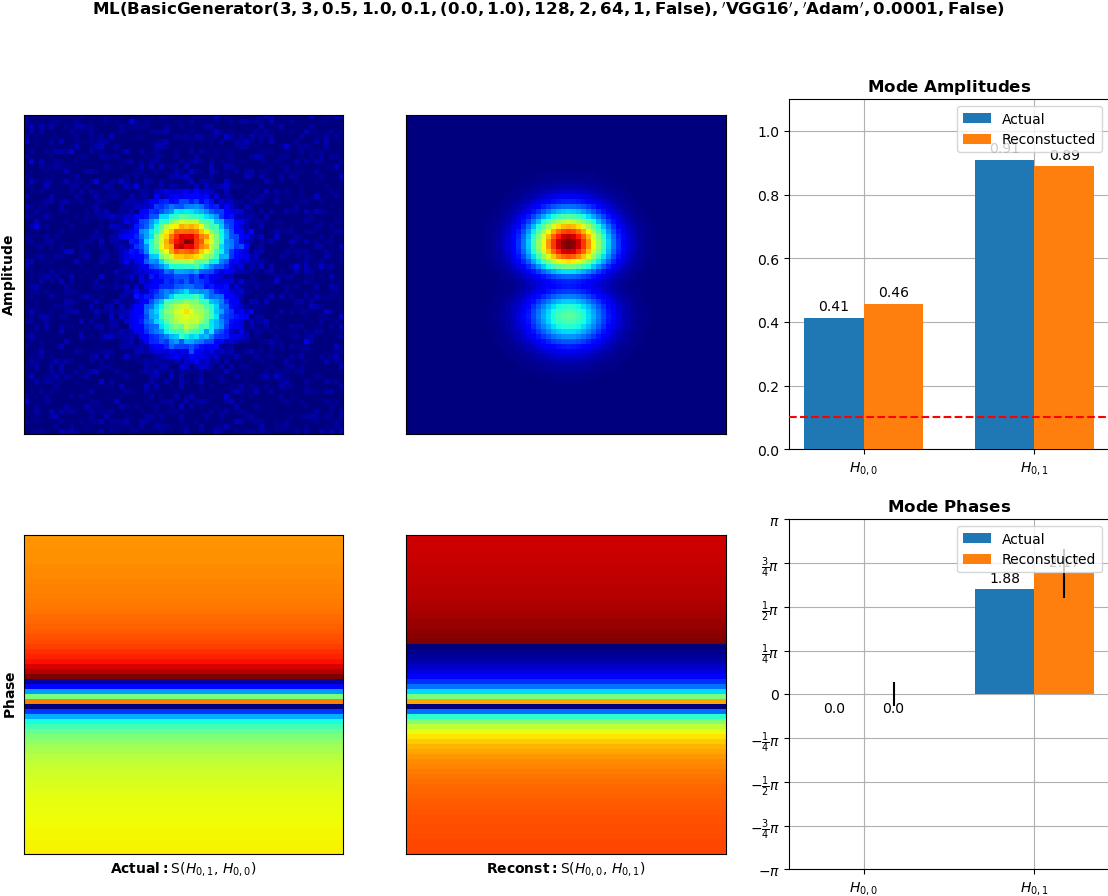 ML(BasicGenerator(3, 3, 0.5, 1.0, 0.1, (0.0, 1.0), 128, 2, 64, 1, False), 'VGG16', 'Adam', 0.0001, False)
Amplitude
Mode Amplitudes
Actual
Reconstucted
1.0
0.8
0.6
0.4
0.2
0.0
0.41
0.46
0.91
0.89
H0,0
H0,1
Phase
Actual: S(H0,1, H0,0)
Reconst: S(H0,0, H0,1)
Mode Phases
Actual
Reconstucted
π
3/4π
1/2π
1/4π
0
−1/4π
−1/2π
−3/4π
−π
0.0
0.0
1.88
H0,0
H0,1